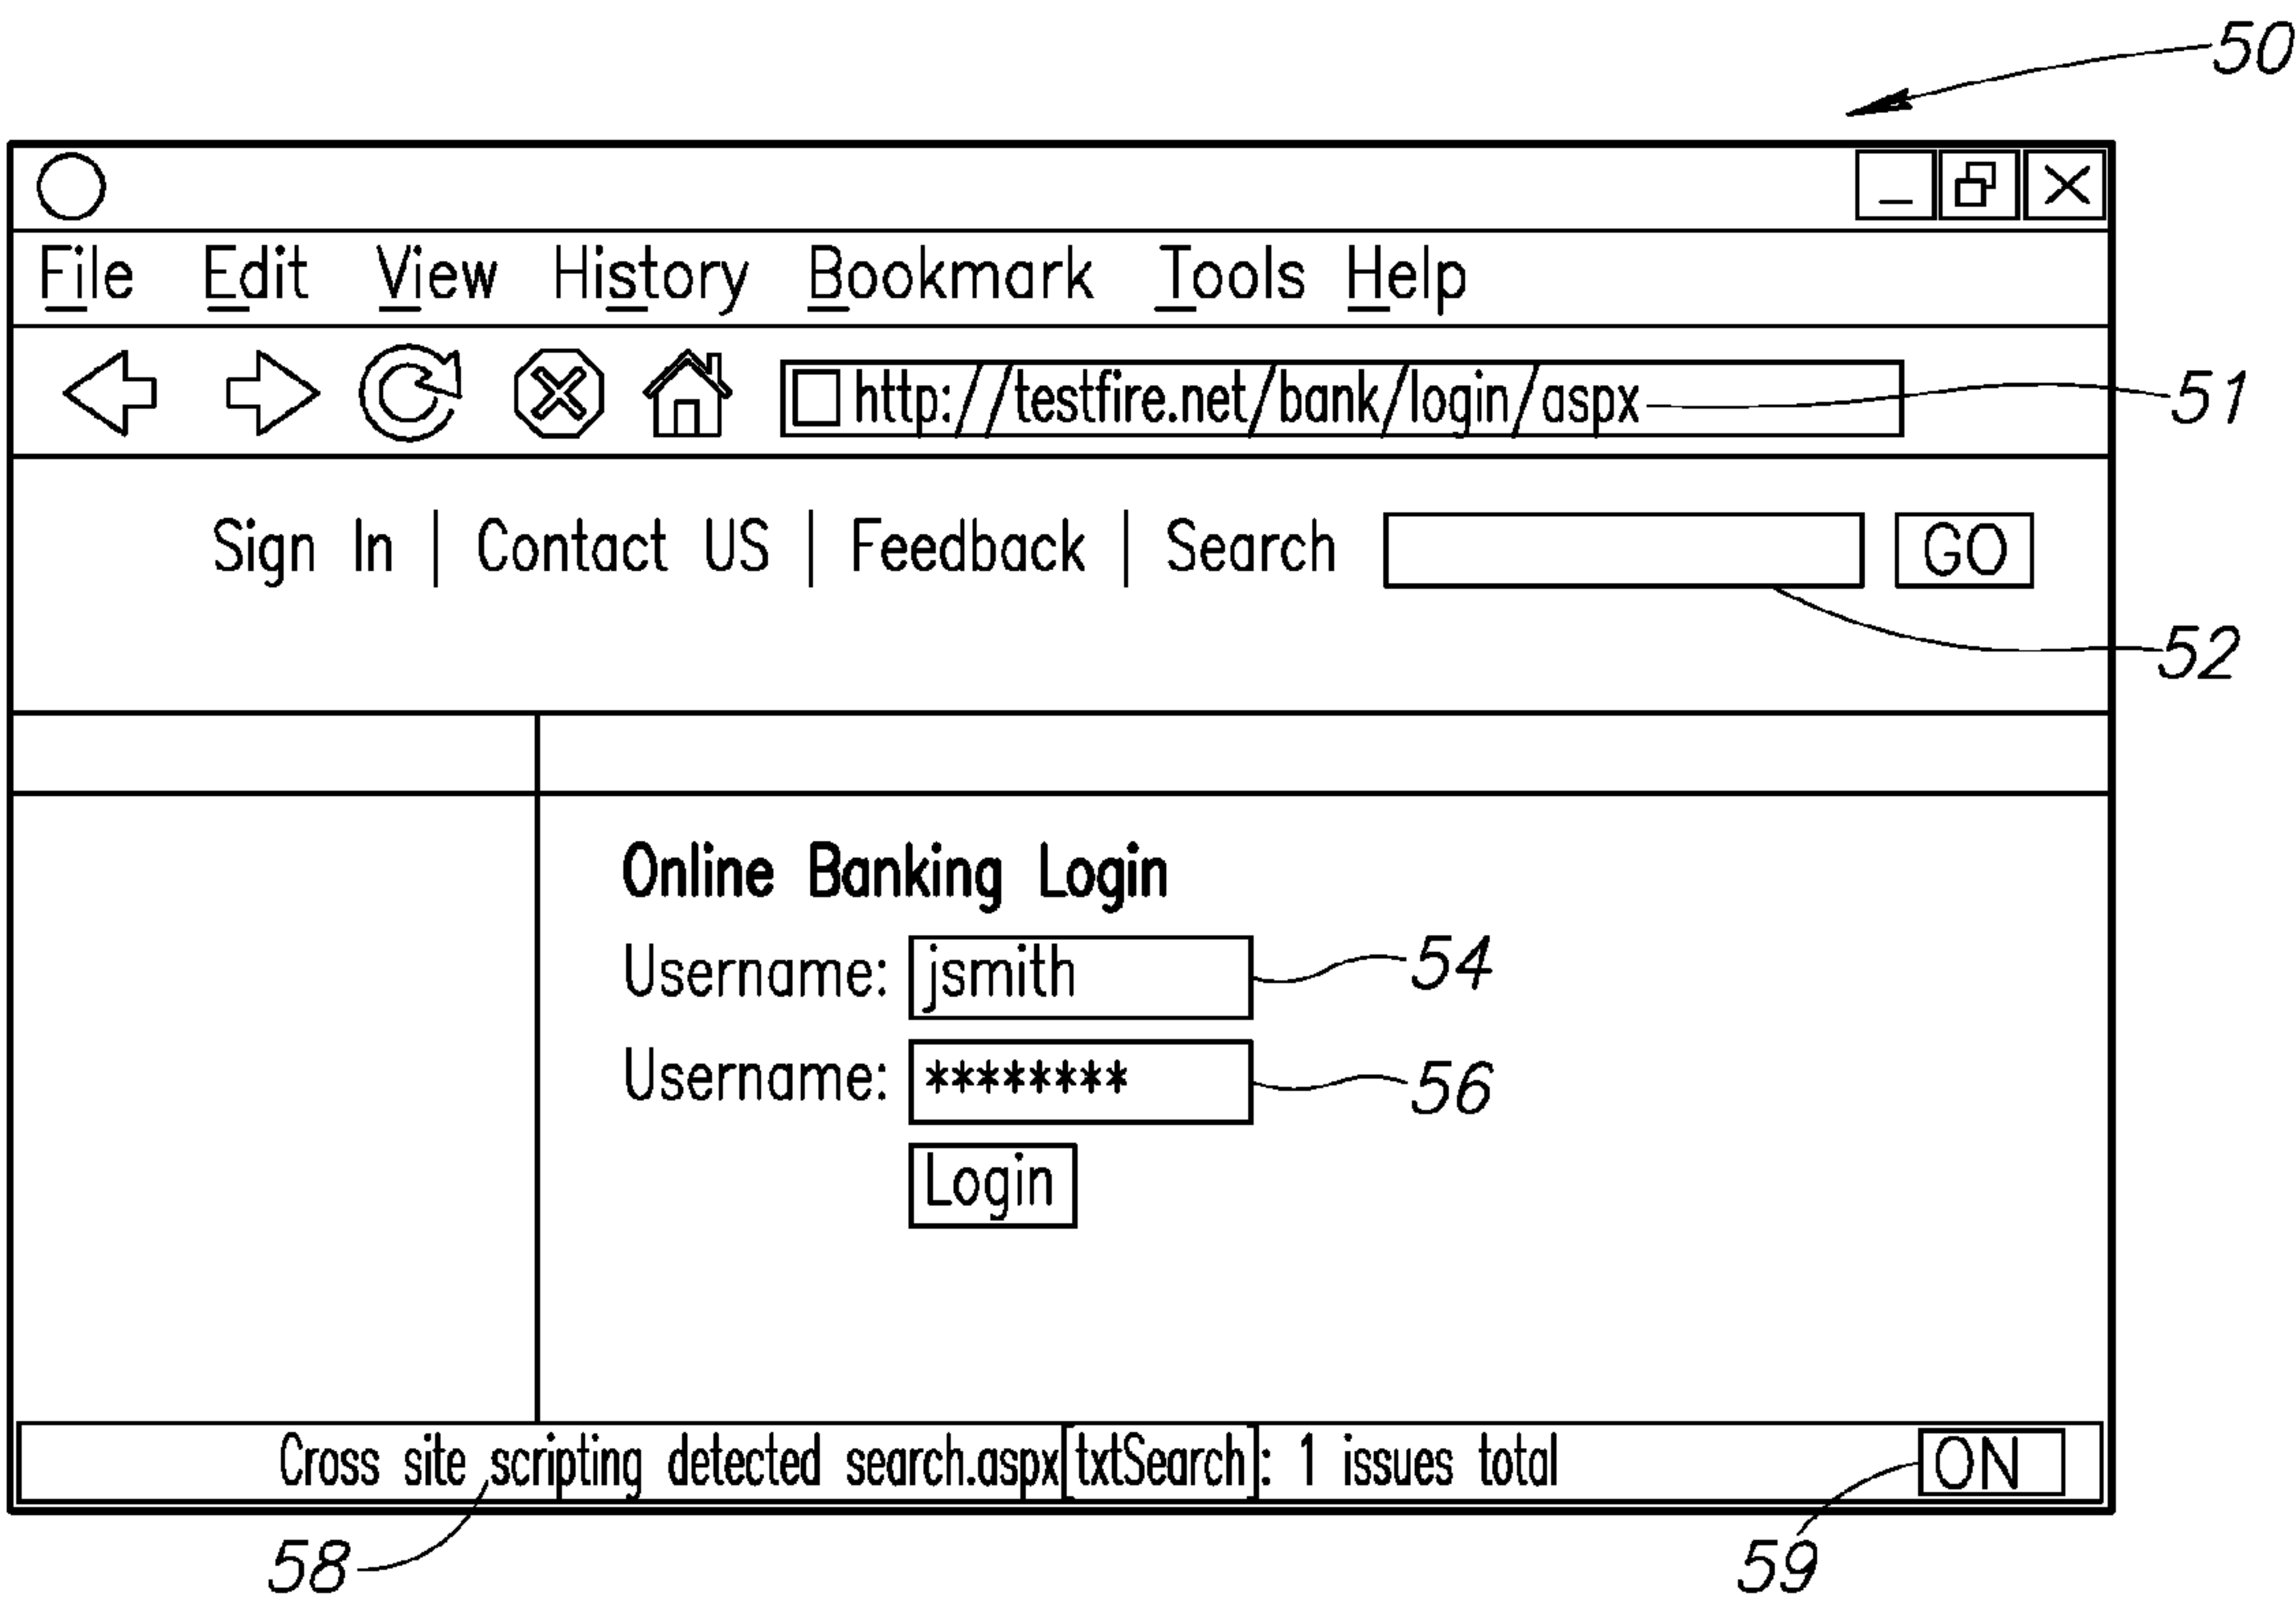 50
File Edit View History Bookmark Tools Help
http://testfire.net/bank/login/aspx
51
Sign In | Contact US | Feedback | Search GO
52
Online Banking Login
Username: jsmith
54
Username: ********
56
Login
Cross site scripting detected search.aspx[txtSearch]: 1 issues total ON
58
59